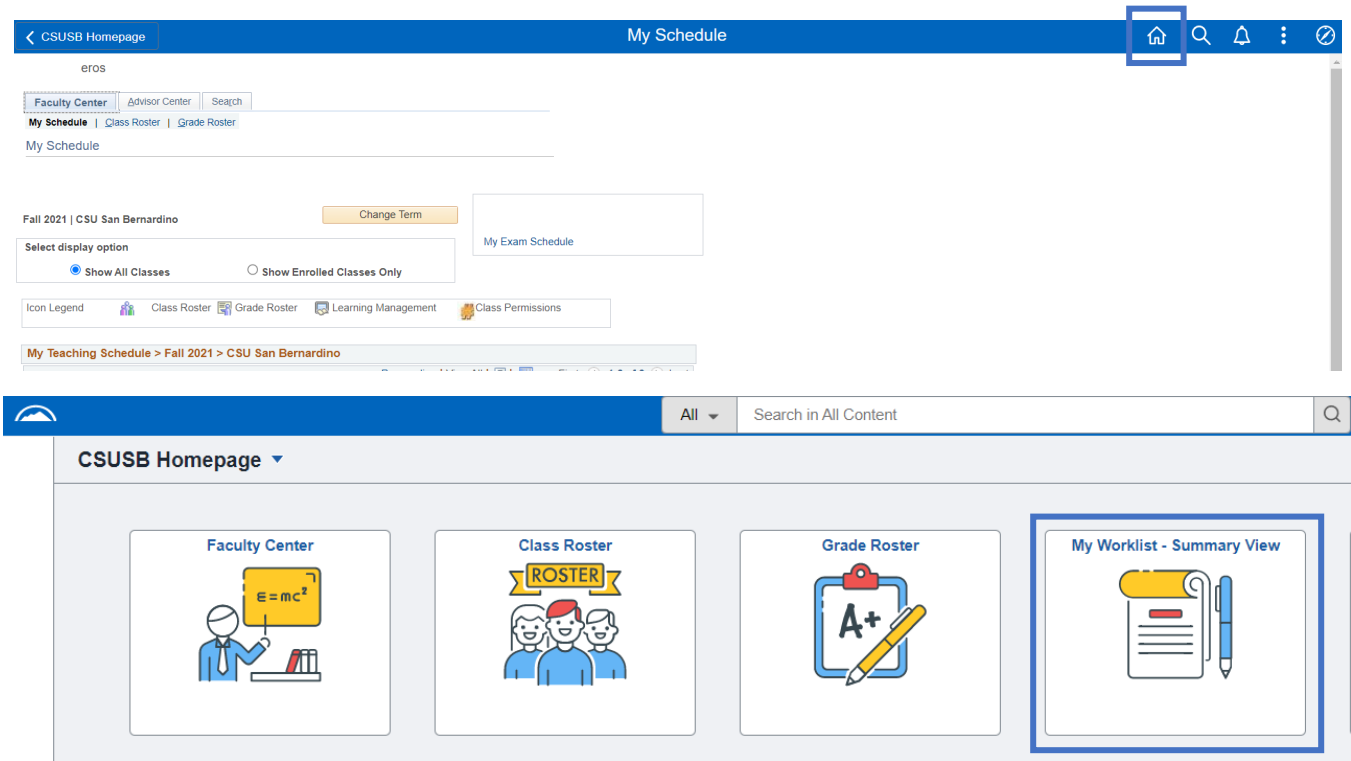 CSUSB Homepage
My Schedule
eros
Faculty Center
Advisor Center
Search
My Schedule | Class Roster | Grade Roster
My Schedule
Fall 2021 | CSU San Bernardino
Change Term
My Exam Schedule
Select display option
Show All Classes
Show Enrolled Classes Only
Icon Legend
Class Roster
Grade Roster
Learning Management
Class Permissions
My Teaching Schedule > Fall 2021 > CSU San Bernardino
All
Search in All Content
CSUSB Homepage
Faculty Center
Class Roster
Grade Roster
My Worklist - Summary View
E=mc²
ROSTER
A+